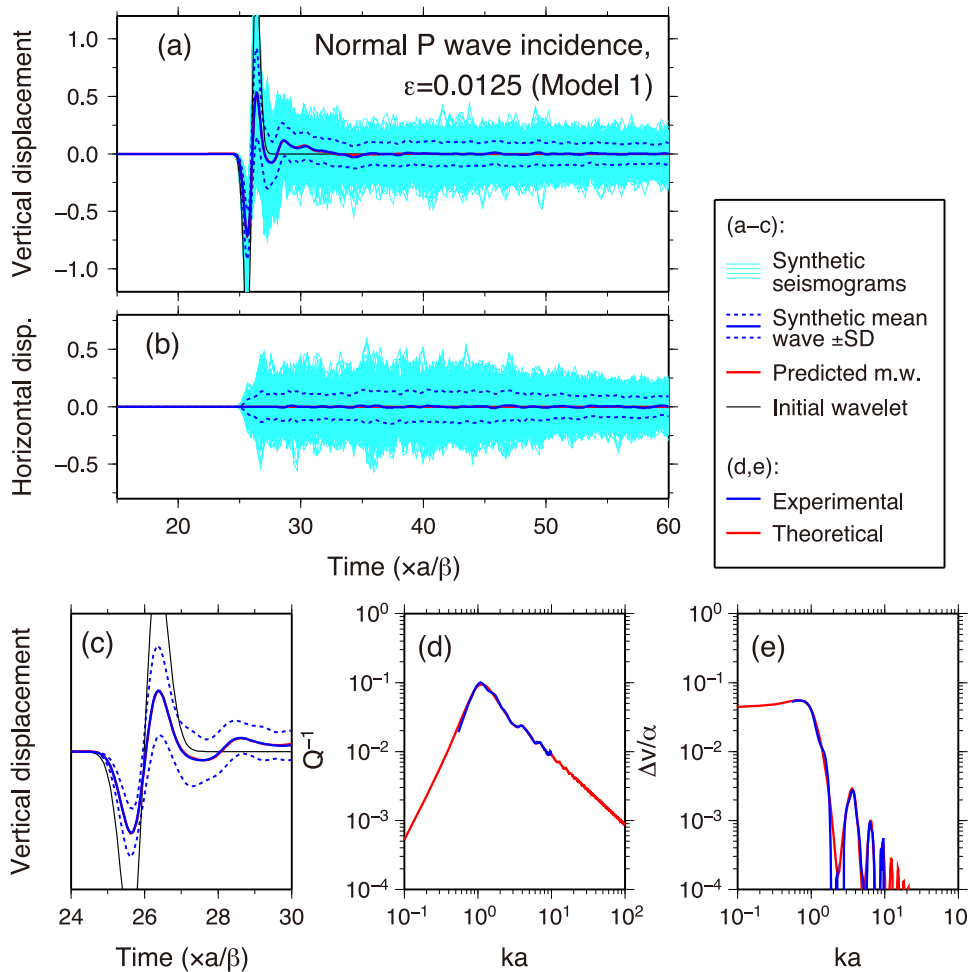 (a)
Normal P wave incidence,
ε=0.0125 (Model 1)
Vertical displacement
1.0
0.5
0.0
−0.5
−1.0
(b)
Horizontal disp.
0.5
0.0
−0.5
20 30 40 50 60
Time (×a/β)
(a−c):
Synthetic
seismograms
Synthetic mean
wave ±SD
Predicted m.w.
Initial wavelet
(d,e):
Experimental
Theoretical
(c)
Vertical displacement
24 26 28 30
Time (×a/β)
(d)
Q⁻¹
10⁰
10⁻¹
10⁻²
10⁻³
10⁻⁴
10⁻¹ 10⁰ 10¹ 10²
ka
(e)
Δv/α
10⁰
10⁻¹
10⁻²
10⁻³
10⁻⁴
10⁻¹ 10⁰ 10¹
ka